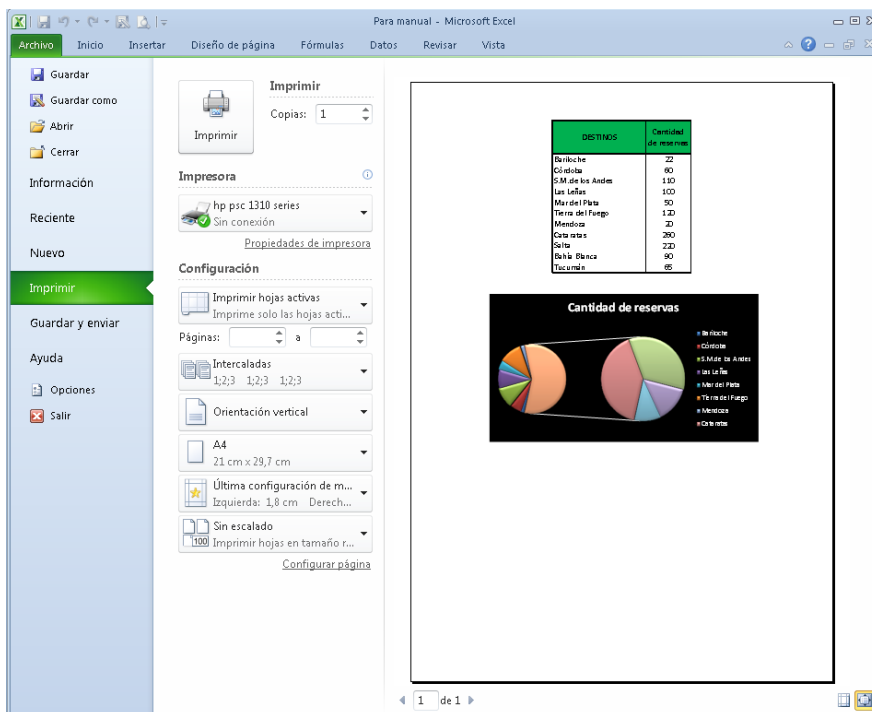 Para manual - Microsoft Excel
Archivo Inicio Insertar Diseño de página Fórmulas Datos Revisar Vista
Guardar
Guardar como
Abrir
Cerrar
Información
Reciente
Nuevo
Imprimir
Guardar y enviar
Ayuda
Opciones
Salir
Imprimir
Imprimir
Copias: 1
Impresora
hp psc 1310 series
Sin conexión
Propiedades de impresora
Configuración
Imprimir hojas activas
Imprime solo las hojas acti...
Páginas: a
Intercaladas
1;2;3 1;2;3 1;2;3
Orientación vertical
A4
21 cm x 29,7 cm
Última configuración de m...
Izquierda: 1,8 cm Derech...
Sin escalado
100 Imprimir hojas en tamaño r...
Configurar página
DESTINOS Cantidad de reservas
Bariloche 22
Córdoba 60
S.M.de los Andes 110
Las Leñas 100
Mar del Plata 50
Tierra del Fuego 120
Mendoza 20
Cataratas 260
Salta 220
Bahía Blanca 90
Tucumán 65
Cantidad de reservas
Bariloche
Córdoba
S.M.de los Andes
Las Leñas
Mar del Plata
Tierra del Fuego
Mendoza
Cataratas
1 de 1